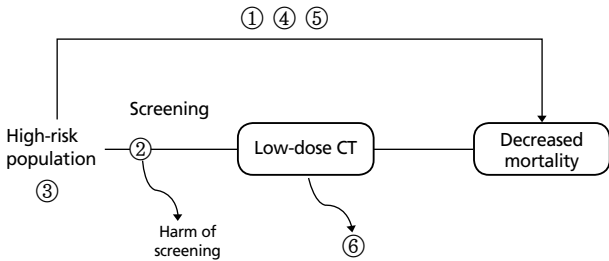 ① ④ ⑤
Screening
High-risk
population
③
②
Low-dose CT
Decreased
mortality
Harm of
screening
⑥